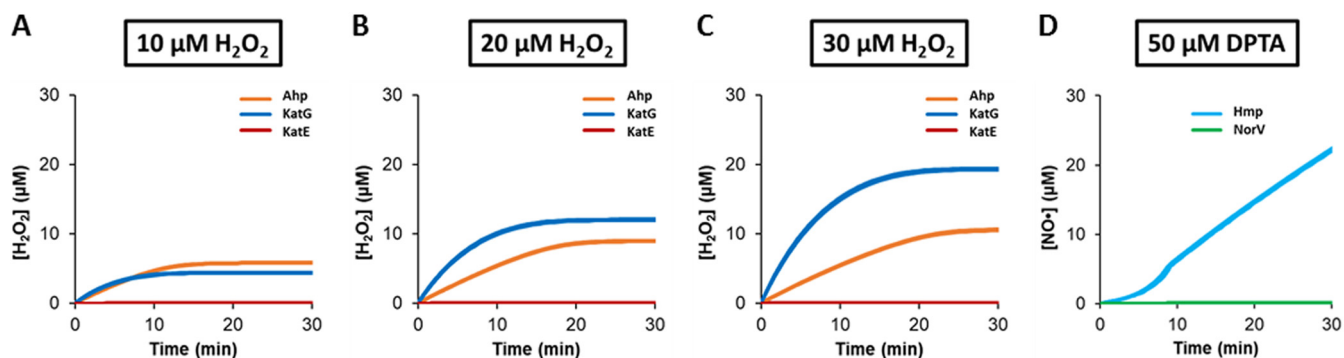 A
10 µM H₂O₂
[H₂O₂] (µM)
30
20
10
0
Ahp
KatG
KatE
0 10 20 30
Time (min)
B
20 µM H₂O₂
[H₂O₂] (µM)
30
20
10
0
Ahp
KatG
KatE
0 10 20 30
Time (min)
C
30 µM H₂O₂
[H₂O₂] (µM)
30
20
10
0
Ahp
KatG
KatE
0 10 20 30
Time (min)
D
50 µM DPTA
[NO•] (µM)
30
20
10
0
Hmp
NorV
0 10 20 30
Time (min)